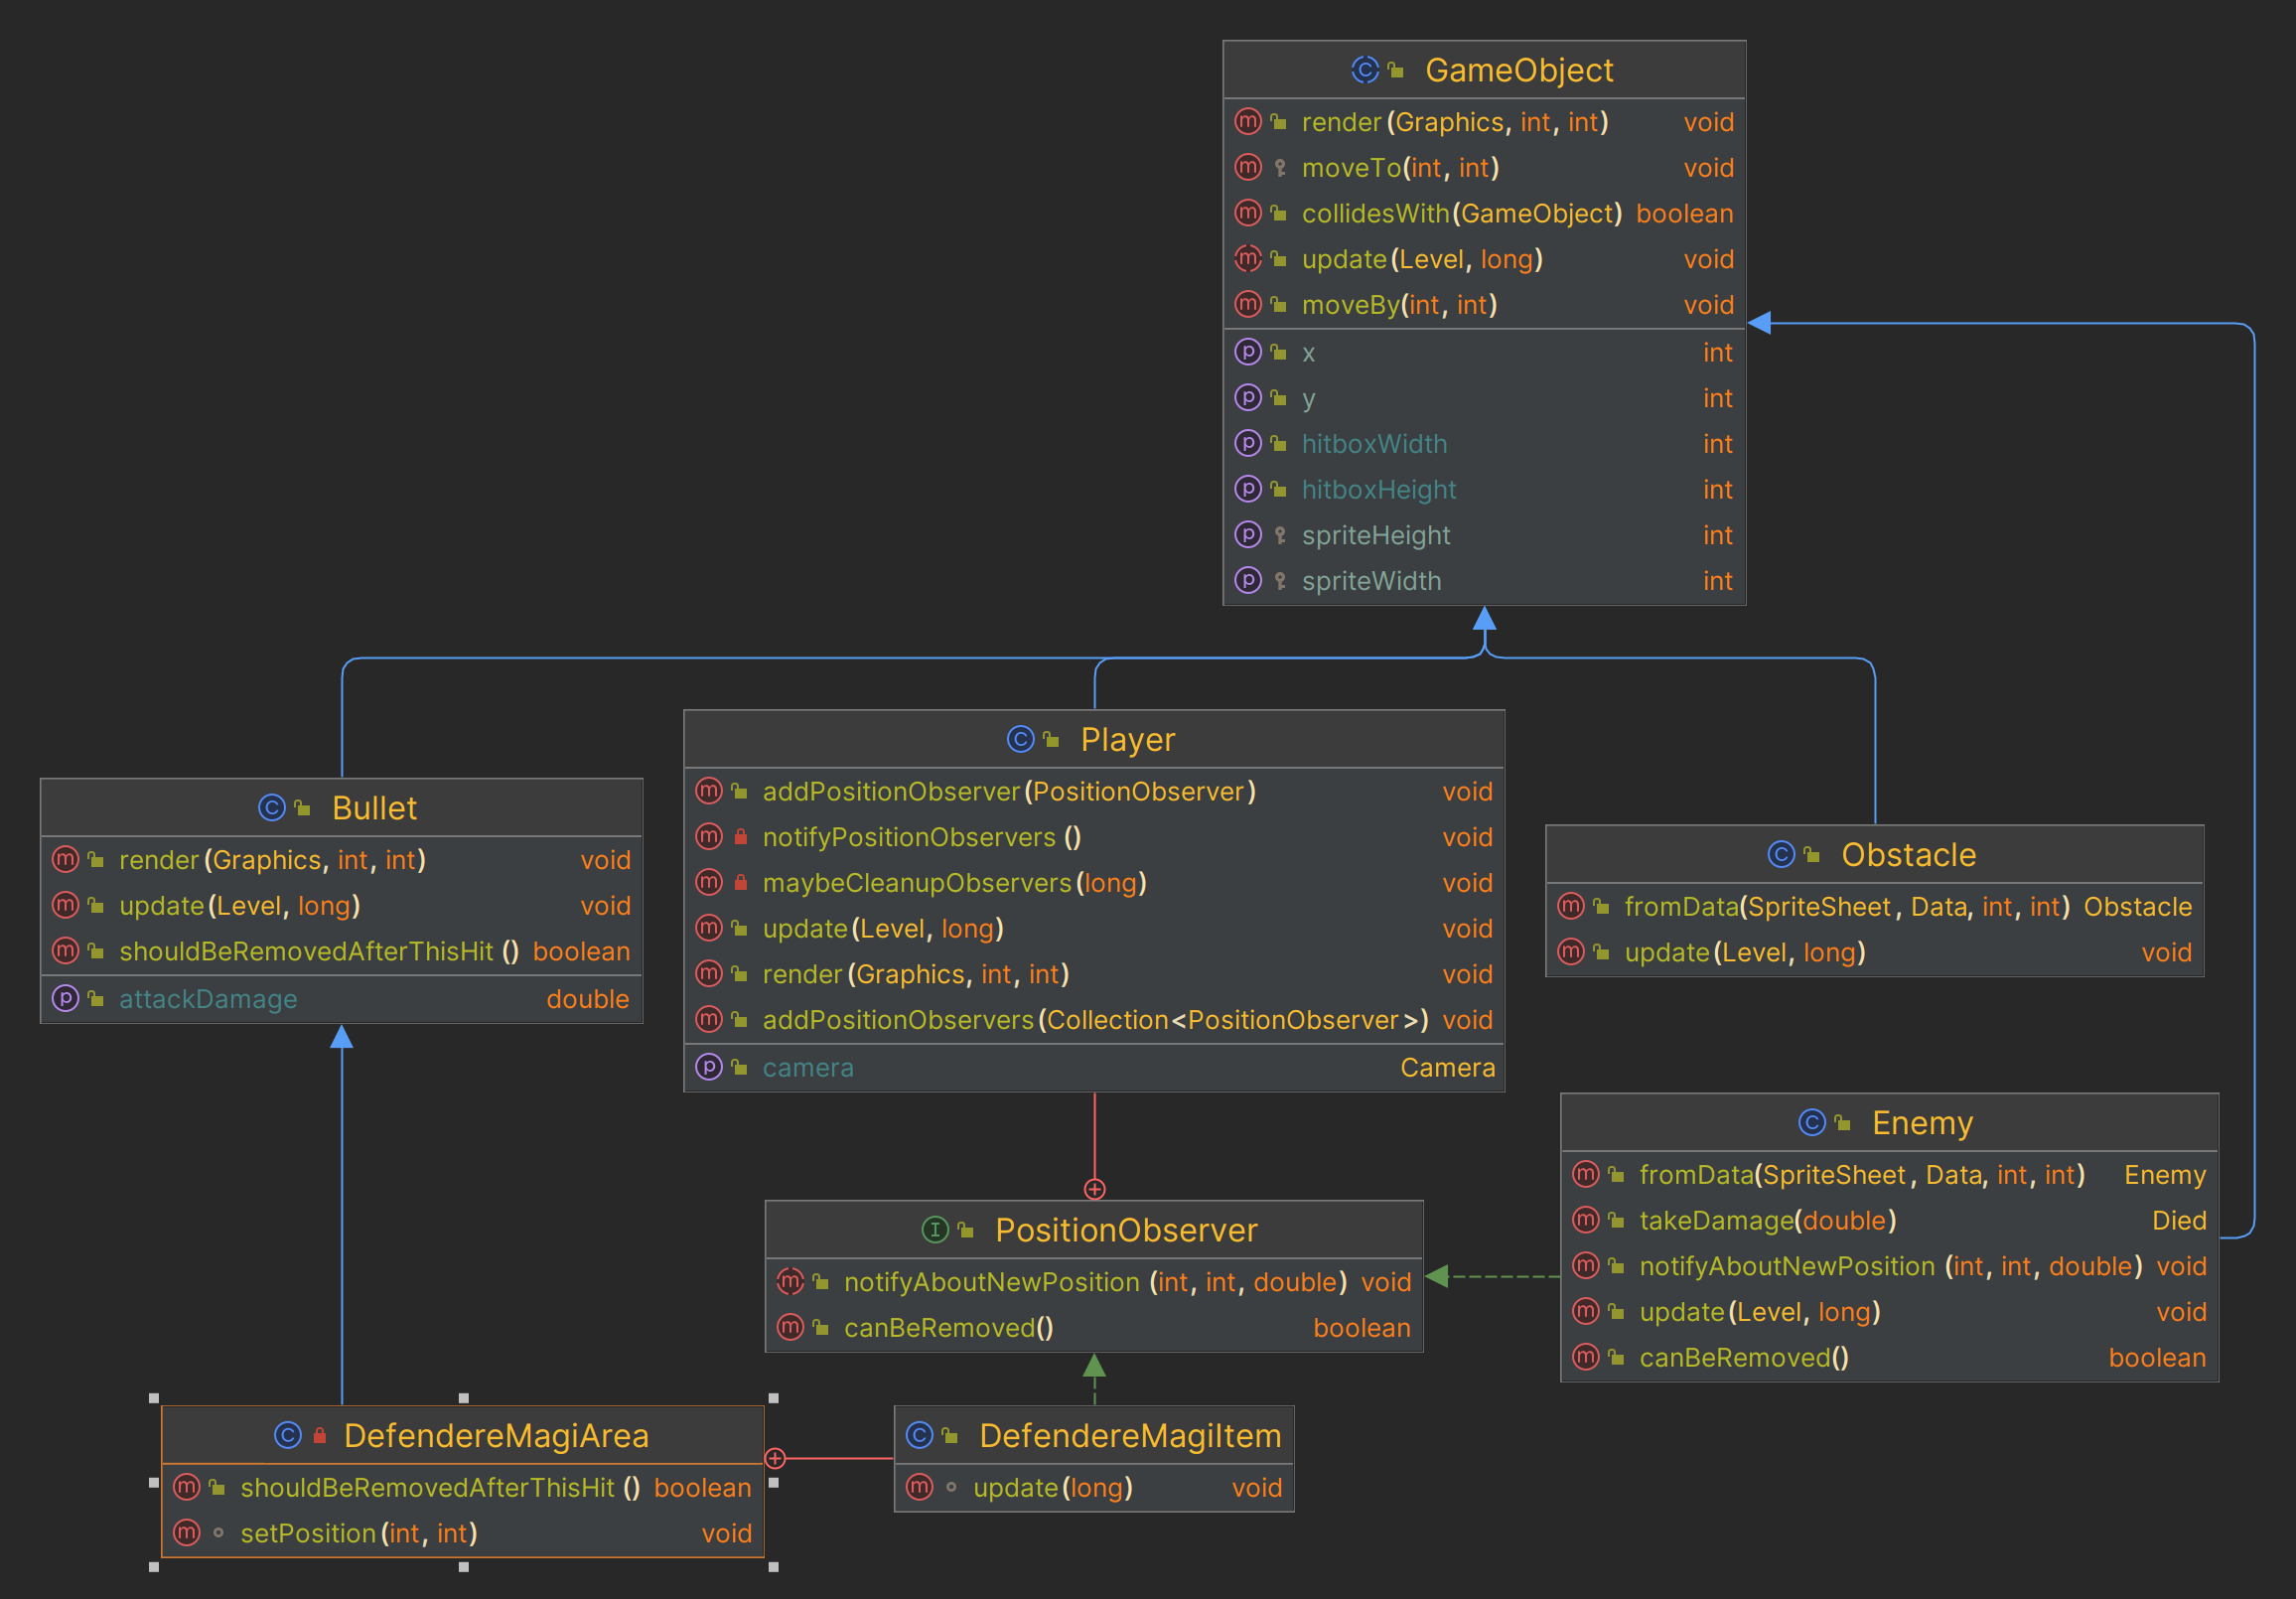 GameObject
render(Graphics, int, int) void
moveTo(int, int) void
collidesWith(GameObject) boolean
update(Level, long) void
moveBy(int, int) void
x int
y int
hitboxWidth int
hitboxHeight int
spriteHeight int
spriteWidth int
Player
addPositionObserver(PositionObserver) void
notifyPositionObservers () void
maybeCleanupObservers(long) void
update(Level, long) void
render(Graphics, int, int) void
addPositionObservers(Collection<PositionObserver>) void
camera Camera
Bullet
render(Graphics, int, int) void
update(Level, long) void
shouldBeRemovedAfterThisHit () boolean
attackDamage double
Obstacle
fromData(SpriteSheet, Data, int, int) Obstacle
update(Level, long) void
Enemy
fromData(SpriteSheet, Data, int, int) Enemy
takeDamage(double) Died
notifyAboutNewPosition (int, int, double) void
update(Level, long) void
canBeRemoved() boolean
PositionObserver
notifyAboutNewPosition (int, int, double) void
canBeRemoved() boolean
DefendereMagiArea
shouldBeRemovedAfterThisHit () boolean
setPosition(int, int) void
DefendereMagiItem
update(long) void